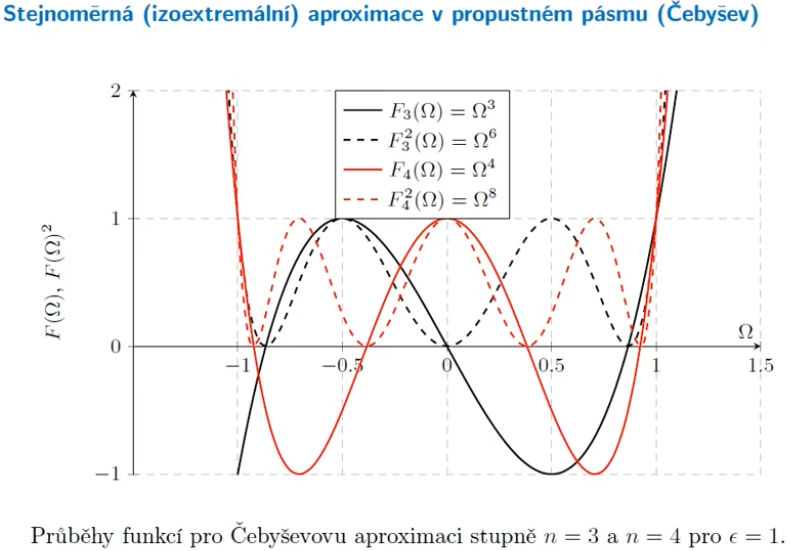 Stejnoměrná (izoextremální) aproximace v propustném pásmu (Čebyšev)
2
F₃(Ω) = Ω³
F₃²(Ω) = Ω⁶
F₄(Ω) = Ω⁴
F₄²(Ω) = Ω⁸
1
F(Ω), F(Ω)²
Ω
0
−1 −0.5 0 0.5 1 1.5
−1
Průběhy funkcí pro Čebyševovu aproximaci stupně n = 3 a n = 4 pro ϵ = 1.